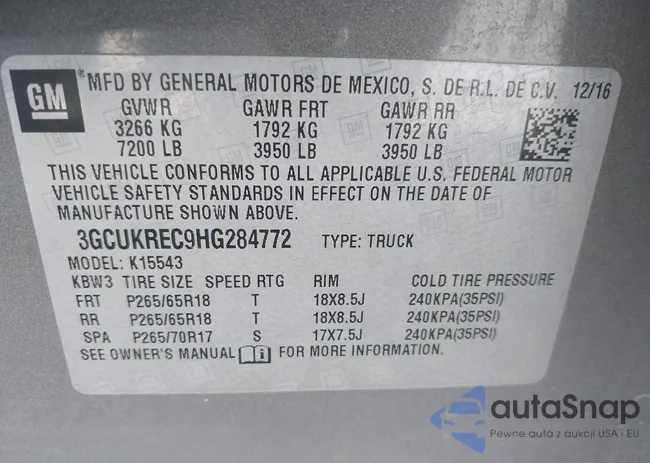 GM
® MFD BY GENERAL MOTORS DE MEXICO, S. DE R.L. DE C.V. 12/16
GVWR GAWR FRT GAWR RR
3266 KG 1792 KG 1792 KG
7200 LB 3950 LB 3950 LB
THIS VEHICLE CONFORMS TO ALL APPLICABLE U.S. FEDERAL MOTOR
VEHICLE SAFETY STANDARDS IN EFFECT ON THE DATE OF
MANUFACTURE SHOWN ABOVE.
3GCUKREC9HG284772 TYPE: TRUCK
MODEL: K15543
KBW3 TIRE SIZE SPEED RTG RIM COLD TIRE PRESSURE
FRT P265/65R18 T 18X8.5J 240KPA(35PSI)
RR P265/65R18 T 18X8.5J 240KPA(35PSI)
SPA P265/70R17 S 17X7.5J 240KPA(35PSI)
SEE OWNER'S MANUAL FOR MORE INFORMATION.
autaSnap
Pewne auta z aukcji USA i EU